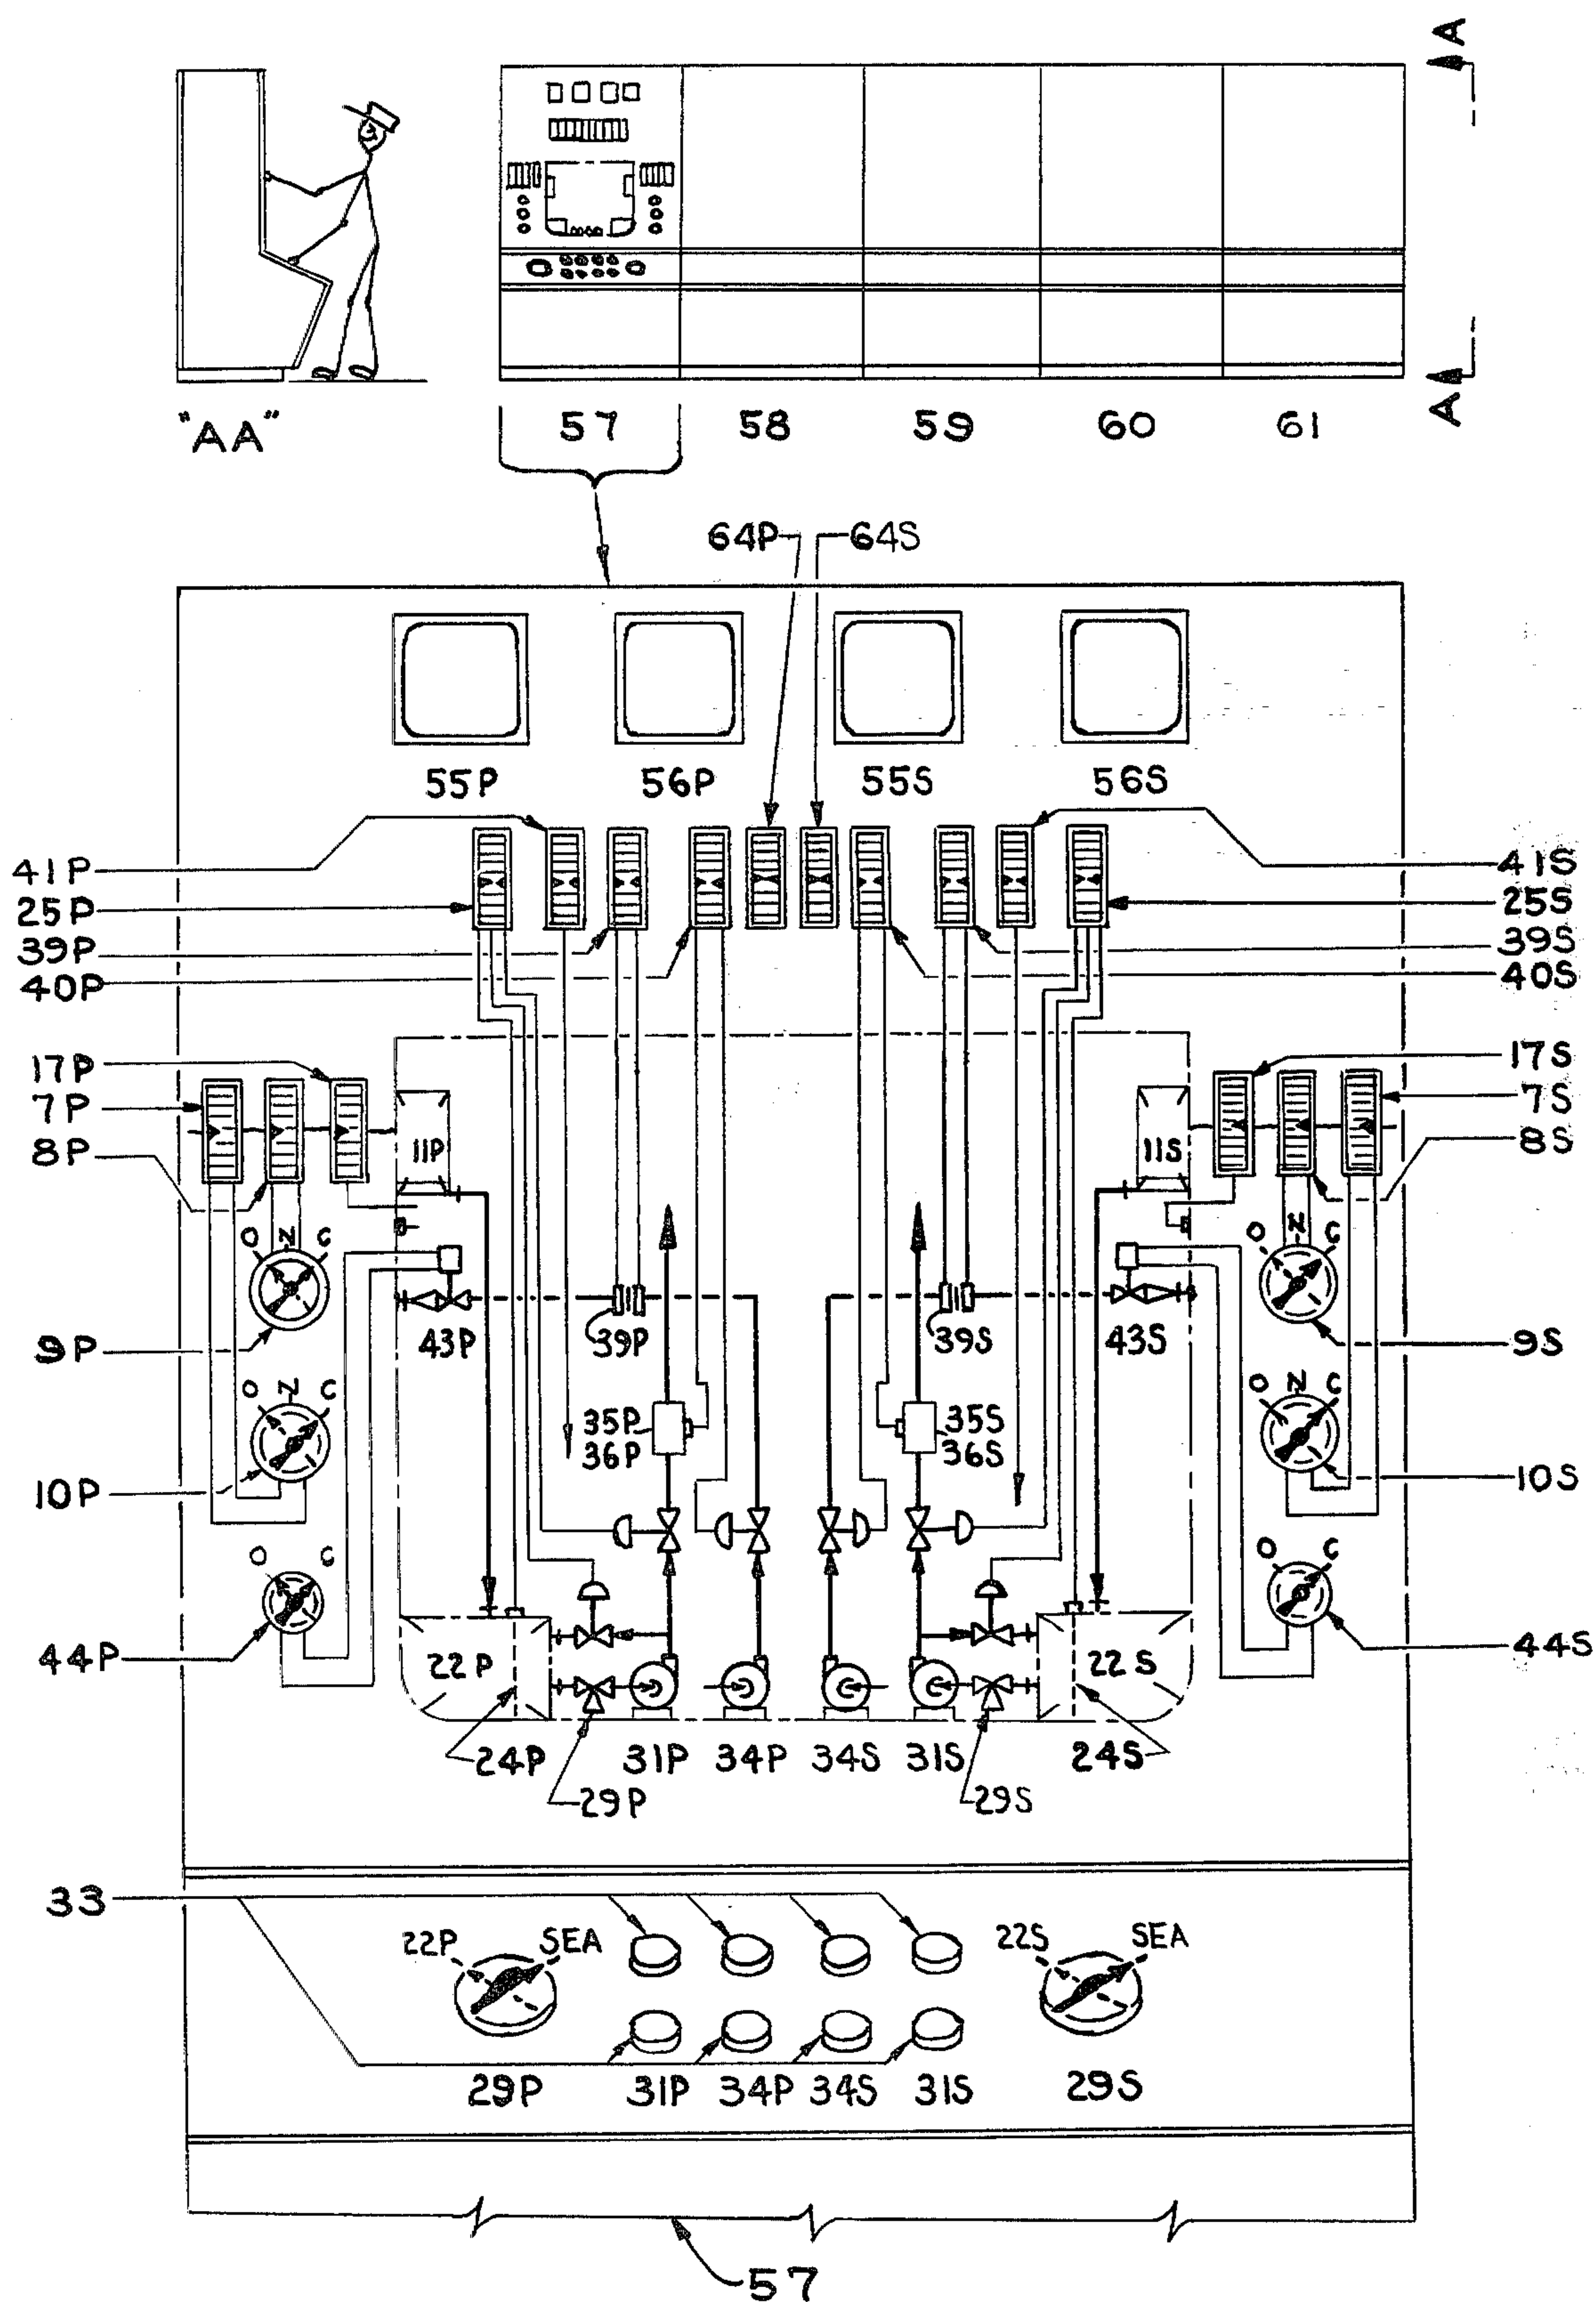 A
"AA"
57 58 59 60 61
A
64P 64S
55P 56P 55S 56S
41P 41S
25P 25S
39P 39S
40P 40S
17P 17S
7P 7S
8P 8S
11P 11S
O N C O N C
9P 43P 39P 39S 43S 9S
O N C O N C
35P 35S
36P 36S
10P 10S
O C O C
44P 44S
22P 22S
24P 31P 34P 34S 31S 24S
29P 29S
33
22P SEA 22S SEA
29P 31P 34P 34S 31S 29S
57